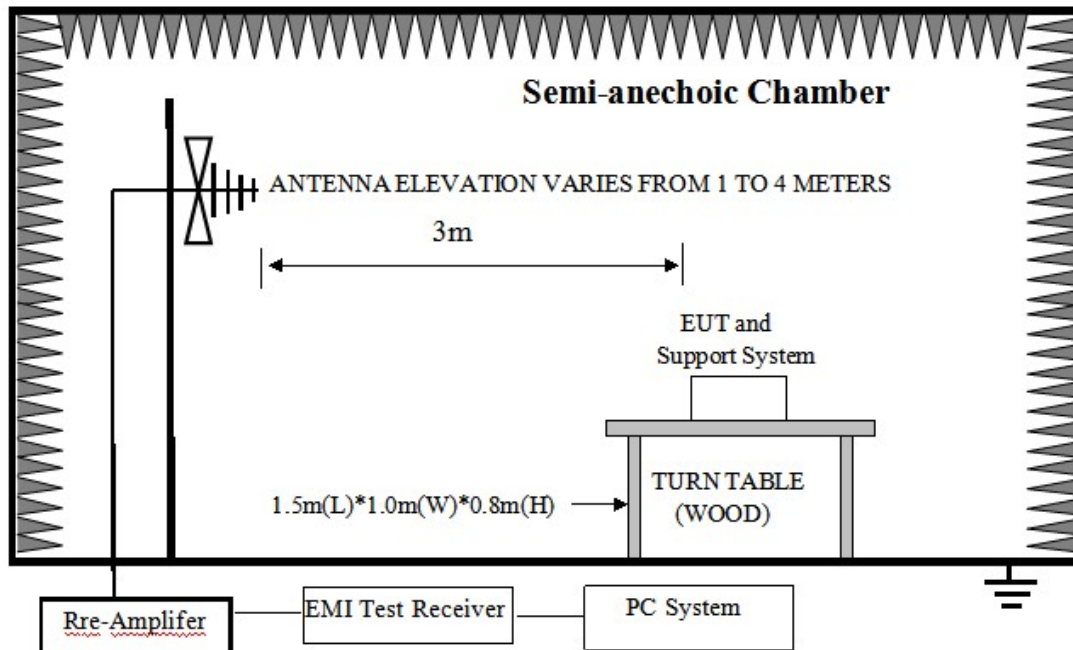 Semi-anechoic Chamber
ANTENNA ELEVATION VARIES FROM 1 TO 4 METERS
3m
EUT and
Support System
1.5m(L)*1.0m(W)*0.8m(H)
TURN TABLE
(WOOD)
Rre-Amplifer
EMI Test Receiver
PC System